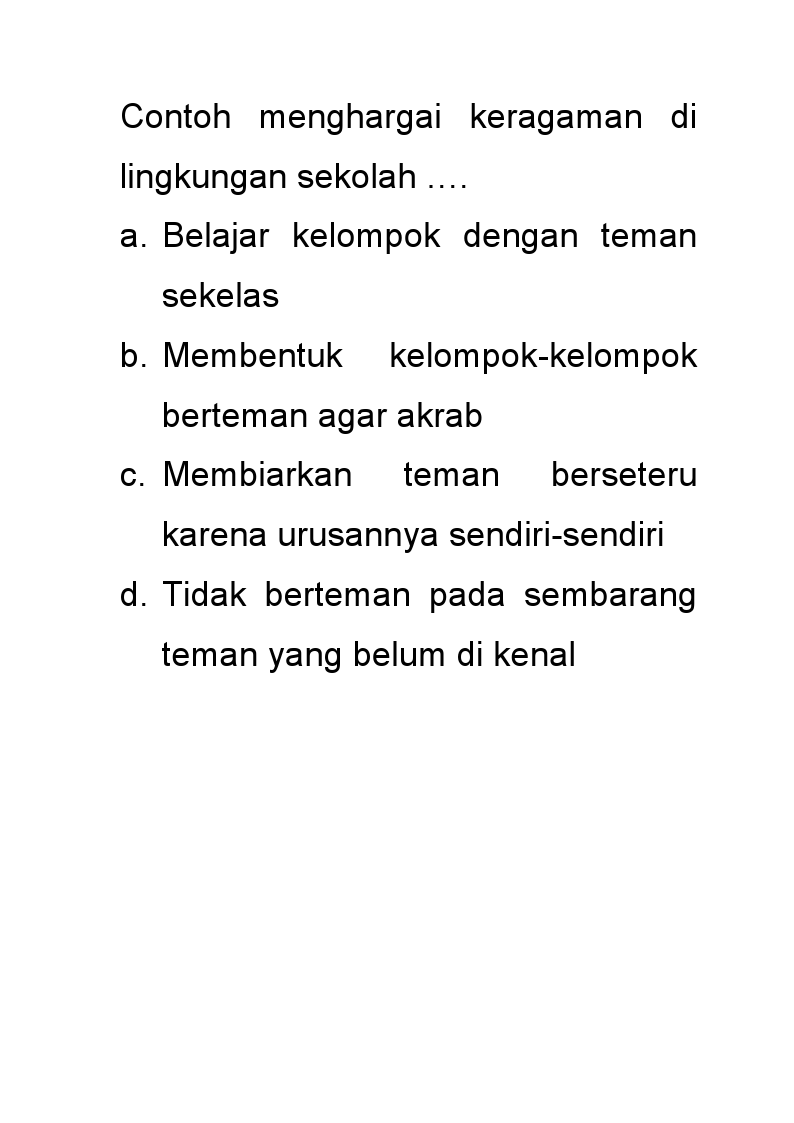 Contoh menghargai keragaman di
lingkungan sekolah ....
a. Belajar kelompok dengan teman
sekelas
b. Membentuk kelompok-kelompok
berteman agar akrab
c. Membiarkan teman berseteru
karena urusannya sendiri-sendiri
d. Tidak berteman pada sembarang
teman yang belum di kenal